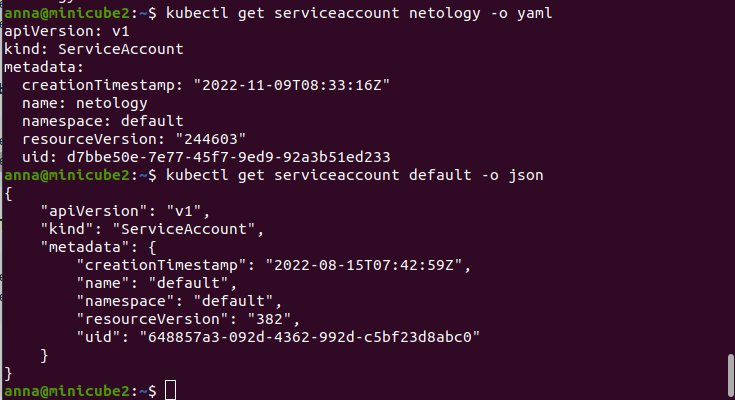 anna@minicube2:~$ kubectl get serviceaccount netology -o yaml
apiVersion: v1
kind: ServiceAccount
metadata:
  creationTimestamp: "2022-11-09T08:33:16Z"
  name: netology
  namespace: default
  resourceVersion: "244603"
  uid: d7bbe50e-7e77-45f7-9ed9-92a3b51ed233
anna@minicube2:~$ kubectl get serviceaccount default -o json
{
    "apiVersion": "v1",
    "kind": "ServiceAccount",
    "metadata": {
        "creationTimestamp": "2022-08-15T07:42:59Z",
        "name": "default",
        "namespace": "default",
        "resourceVersion": "382",
        "uid": "648857a3-092d-4362-992d-c5bf23d8abc0"
    }
}
anna@minicube2:~$